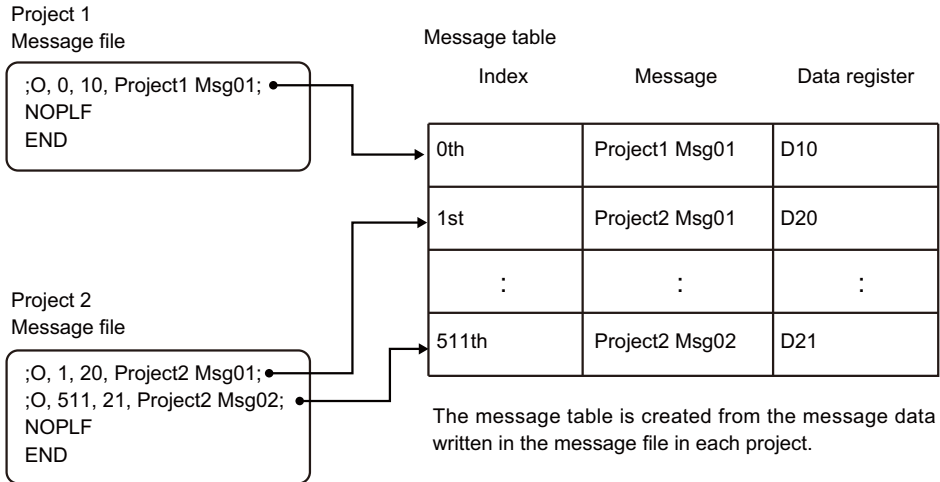 Project 1
Message file
;O, 0, 10, Project1 Msg01;
NOPLF
END
Project 2
Message file
;O, 1, 20, Project2 Msg01;
;O, 511, 21, Project2 Msg02;
NOPLF
END
Message table
Index Message Data register
0th Project1 Msg01 D10
1st Project2 Msg01 D20
: : :
511th Project2 Msg02 D21
The message table is created from the message data
written in the message file in each project.